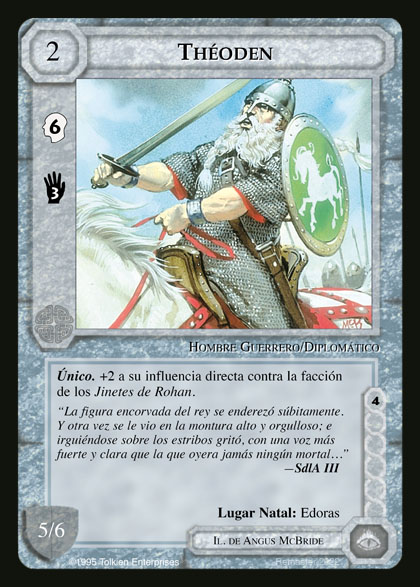 2
THÉODEN
6
3
HOMBRE GUERRERO/DIPLOMÁTICO
Único. +2 a su influencia directa contra la facción
de los Jinetes de Rohan.
“La figura encorvada del rey se enderezó súbitamente.
Y otra vez se le vio en la montura alto y orgulloso; e
irguiéndose sobre los estribos gritó, con una voz más
fuerte y clara que la que oyera jamás ningún mortal…”
—SdlA III
4
Lugar Natal: Edoras
5/6
IL. DE ANGUS MCBRIDE
©1995 Tolkien Enterprises